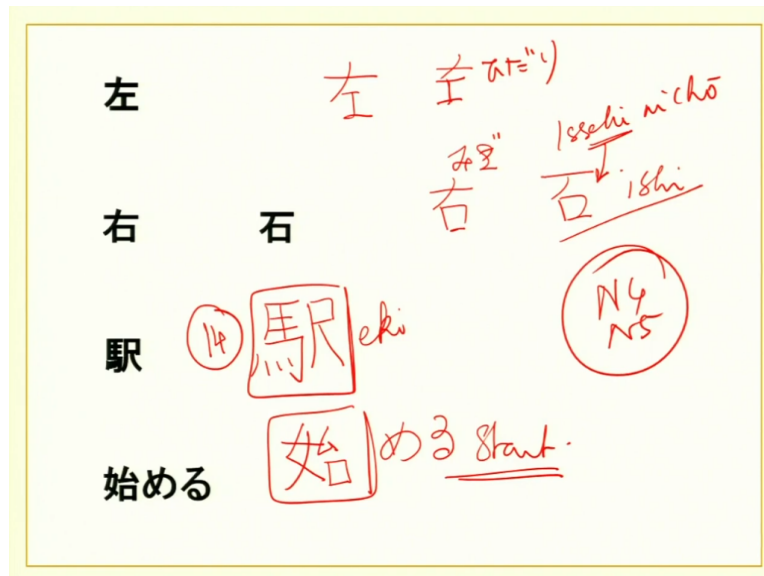 左 左 左 ひだり
Isseki nichō
みぎ
右 石 右 石 ishi
N4
N5
駅 14 駅 eki
始める 始める Start.